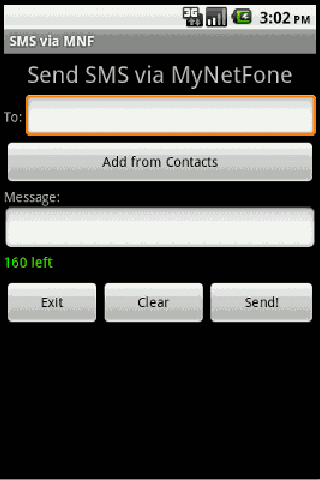 3G 3:02 PM
SMS via MNF
Send SMS via MyNetFone
To:
Add from Contacts
Message:
160 left
Exit Clear Send!